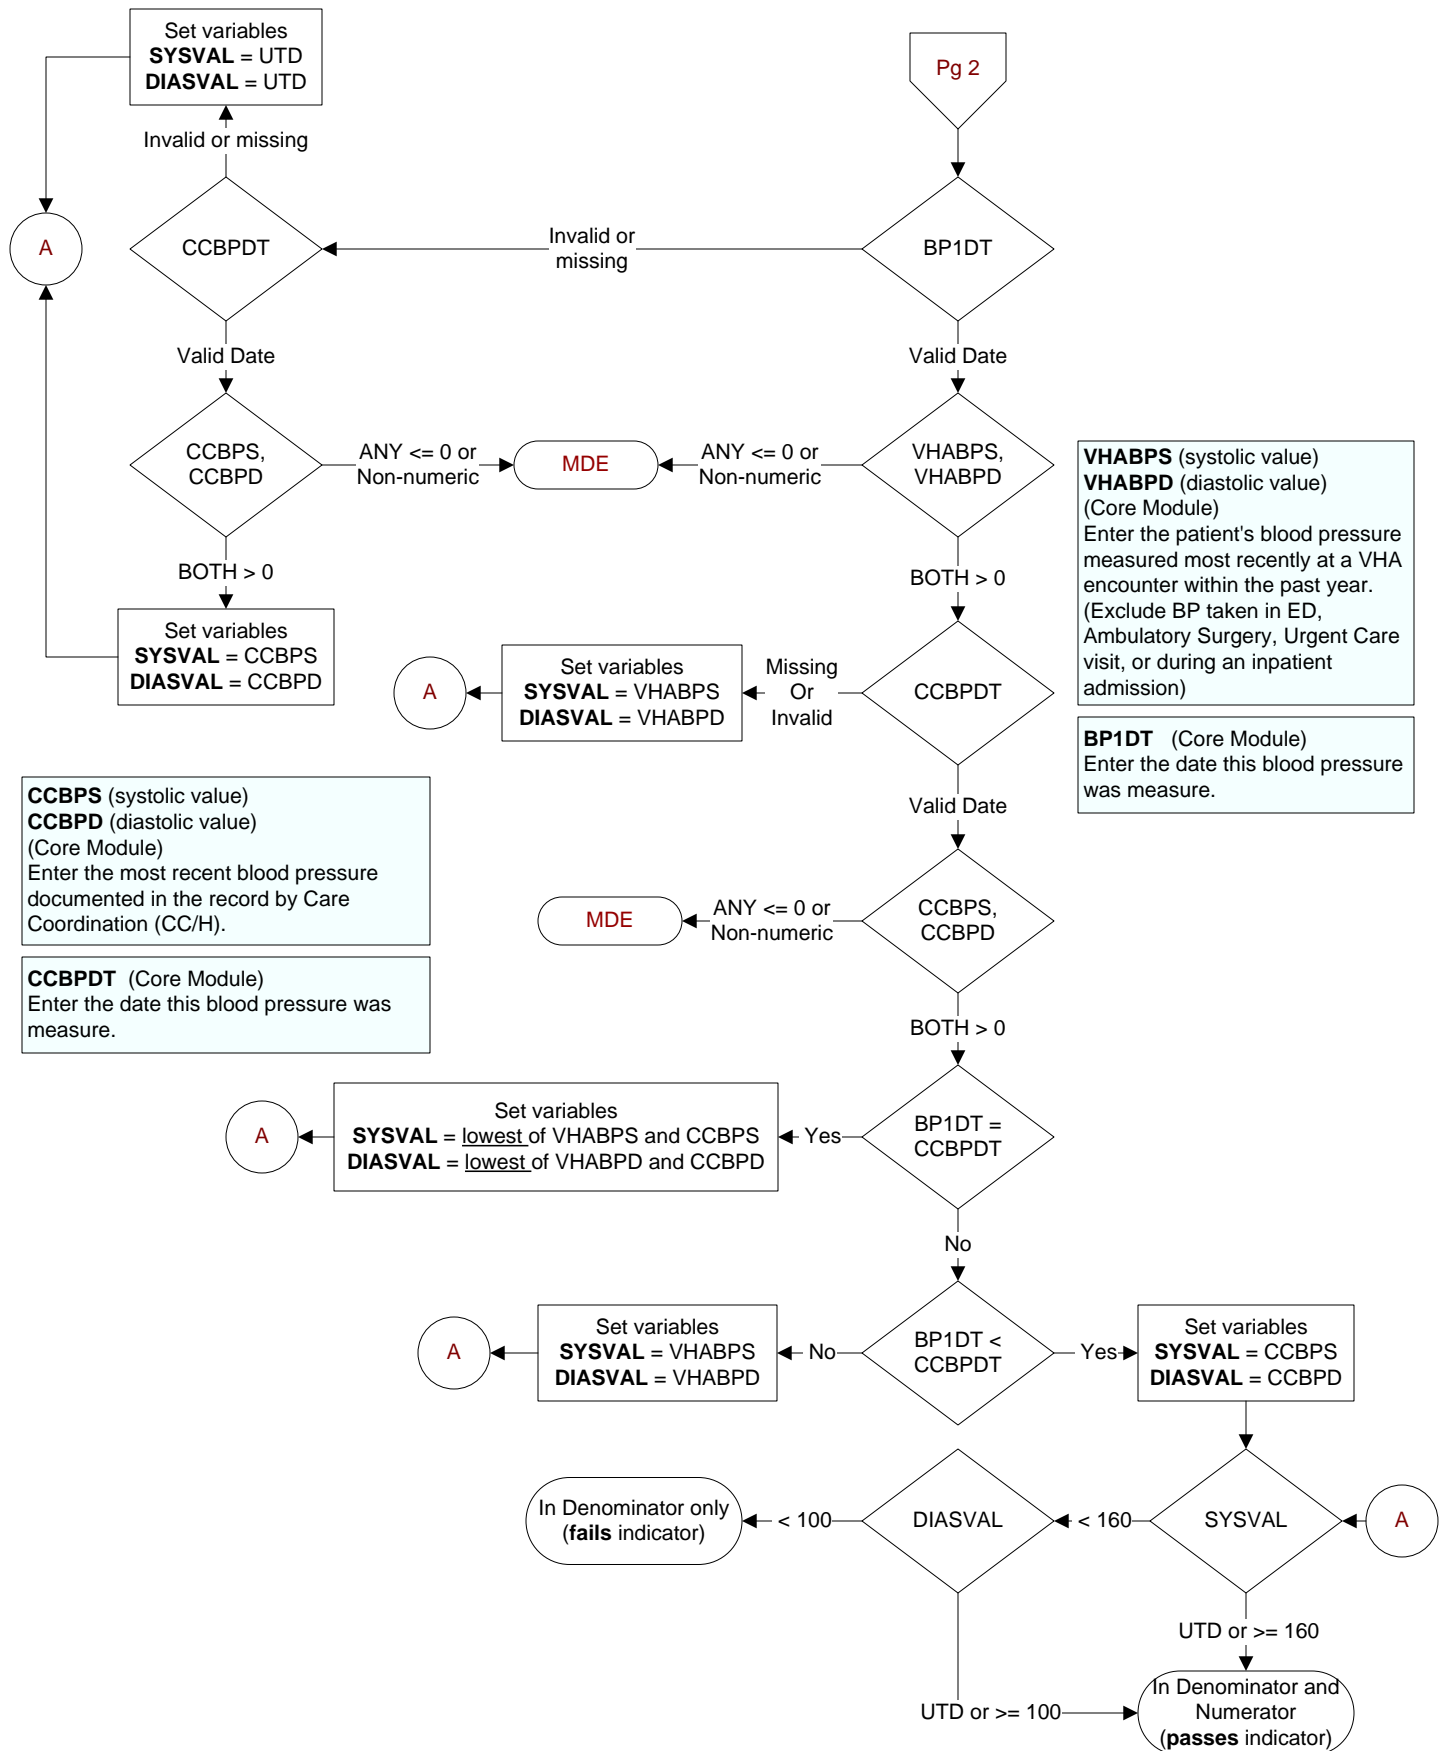 Set variables
SYSVAL = UTD
DIASVAL = UTD
Pg 2
Invalid or missing
A
CCBPDT
Invalid or
missing
BP1DT
Valid Date
Valid Date
CCBPS,
CCBPD
ANY <= 0 or
Non-numeric
MDE
ANY <= 0 or
Non-numeric
VHABPS,
VHABPD
VHABPS (systolic value)
VHABPD (diastolic value)
(Core Module)
Enter the patient's blood pressure
measured most recently at a VHA
encounter within the past year.
(Exclude BP taken in ED,
Ambulatory Surgery, Urgent Care
visit, or during an inpatient
admission)
BOTH > 0
BOTH > 0
Set variables
SYSVAL = CCBPS
DIASVAL = CCBPD
A
Set variables
SYSVAL = VHABPS
DIASVAL = VHABPD
Missing
Or
Invalid
CCBPDT
BP1DT (Core Module)
Enter the date this blood pressure
was measure.
CCBPS (systolic value)
CCBPD (diastolic value)
(Core Module)
Enter the most recent blood pressure
documented in the record by Care
Coordination (CC/H).
Valid Date
MDE
ANY <= 0 or
Non-numeric
CCBPS,
CCBPD
CCBPDT (Core Module)
Enter the date this blood pressure was
measure.
BOTH > 0
A
Set variables
SYSVAL = lowest of VHABPS and CCBPS
DIASVAL = lowest of VHABPD and CCBPD
Yes
BP1DT =
CCBPDT
No
A
Set variables
SYSVAL = VHABPS
DIASVAL = VHABPD
No
BP1DT <
CCBPDT
Yes
Set variables
SYSVAL = CCBPS
DIASVAL = CCBPD
In Denominator only
(fails indicator)
< 100
DIASVAL
< 160
SYSVAL
A
UTD or >= 160
UTD or >= 100
In Denominator and
Numerator
(passes indicator)